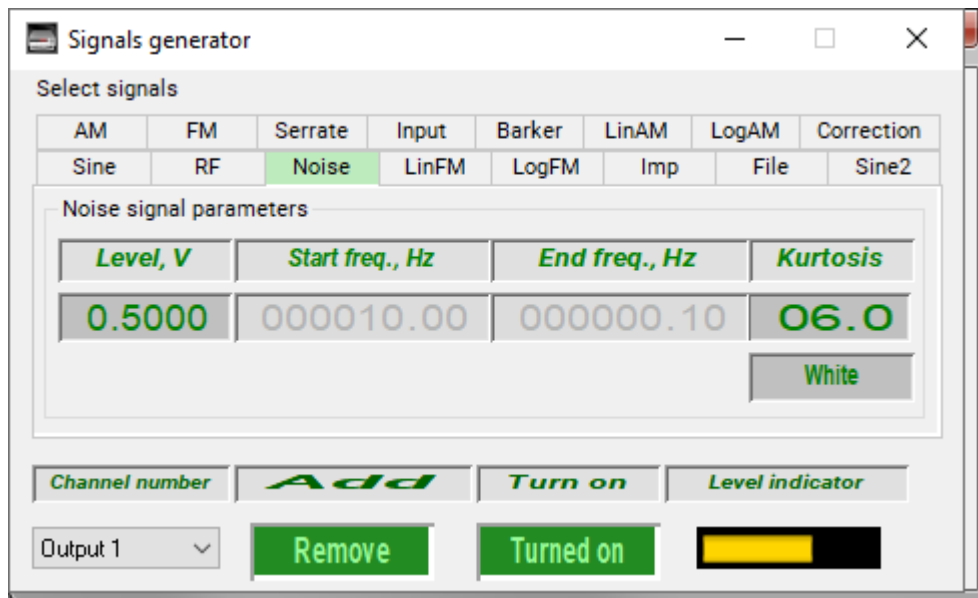 Signals generator
Select signals
AM FM Serrate Input Barker LinAM LogAM Correction
Sine RF Noise LinFM LogFM Imp File Sine2
Noise signal parameters
Level, V Start freq., Hz End freq., Hz Kurtosis
0.5000 000010.00 000000.10 06.0
White
Channel number Add Turn on Level indicator
Output 1 Remove Turned on